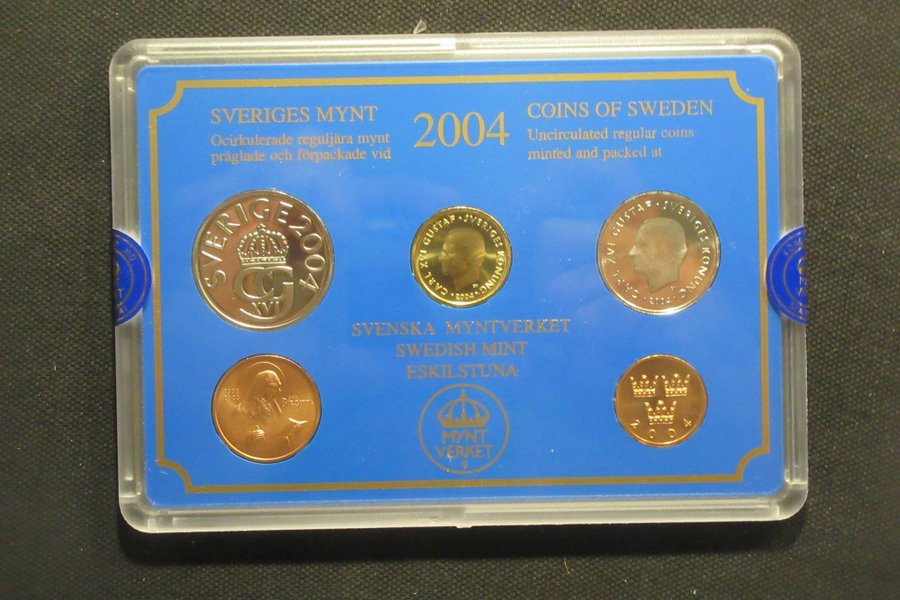 SVERIGES MYNT
Ocirkulerade reguljära mynt
präglade och förpackade vid
2004
COINS OF SWEDEN
Uncirculated regular coins
minted and packed at
SVERIGE 2004
XVI
CARL XVI GUSTAF · SVERIGES KONUNG
· 2004 ·
CARL XVI GUSTAF · SVERIGES KONUNG
· 2004 ·
SVENSKA MYNTVERKET
SWEDISH MINT
ESKILSTUNA
MYNT
VERKET
2004